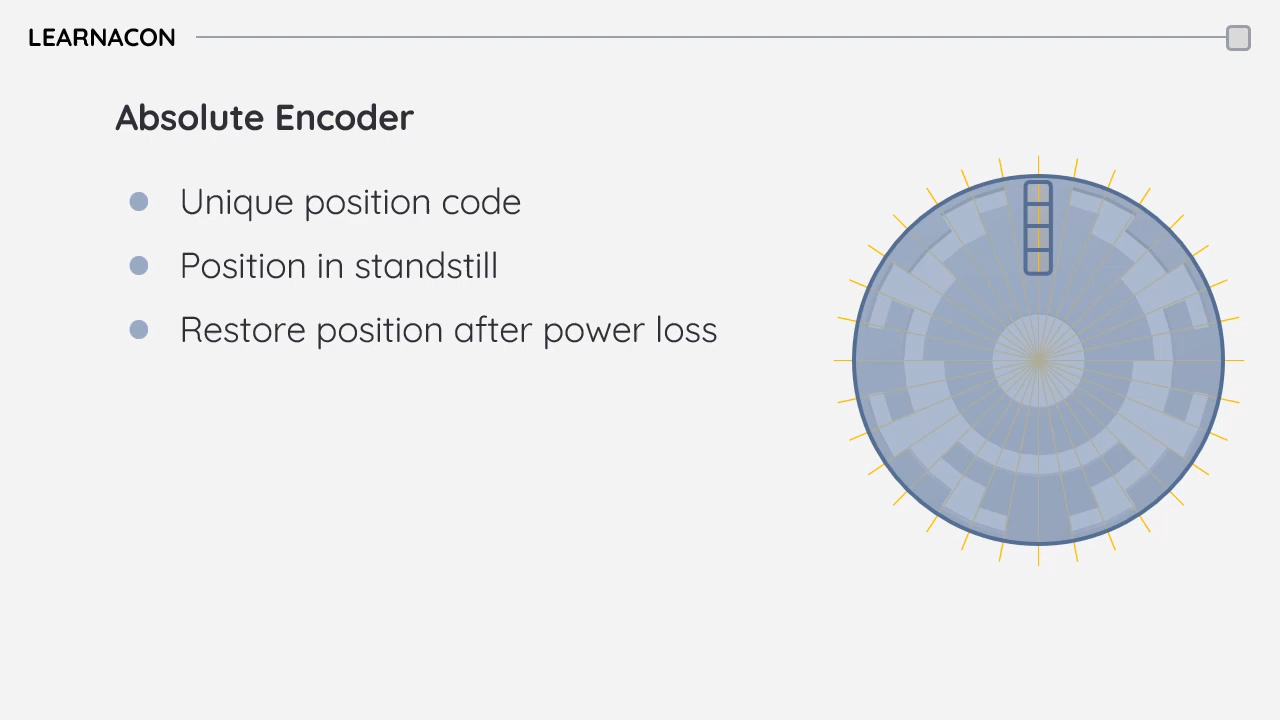 LEARNACON
Absolute Encoder
Unique position code
Position in standstill
Restore position after power loss